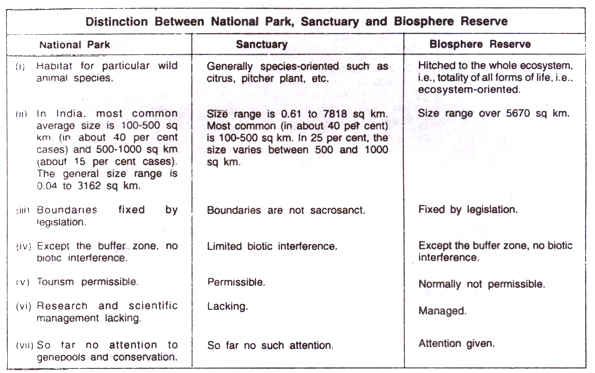 Distinction Between National Park, Sanctuary and Biosphere Reserve
National Park
Sanctuary
Biosphere Reserve
(i) Habitat for particular wild
animal species.
Generally species-oriented such as
citrus, pitcher plant, etc.
Hitched to the whole ecosystem,
i.e., totality of all forms of life, i.e.,
ecosystem-oriented.
(ii) In India, most common
average size is 100-500 sq
km (in about 40 per cent
cases) and 500-1000 sq km
(about 15 per cent cases).
The general size range is
0.04 to 3162 sq km.
Size range is 0.61 to 7818 sq km.
Most common (in about 40 per cent)
is 100-500 sq km. In 25 per cent, the
size varies between 500 and 1000
sq km.
Size range over 5670 sq km.
(iii) Boundaries fixed by
legislation.
Boundaries are not sacrosanct.
Fixed by legislation.
(iv) Except the buffer zone, no
biotic interference.
Limited biotic interference.
Except the buffer zone, no biotic
interference.
(v) Tourism permissible.
Permissible.
Normally not permissible.
(vi) Research and scientific
management lacking.
Lacking.
Managed.
(vii) So far no attention to
genepools and conservation.
So far no such attention.
Attention given.